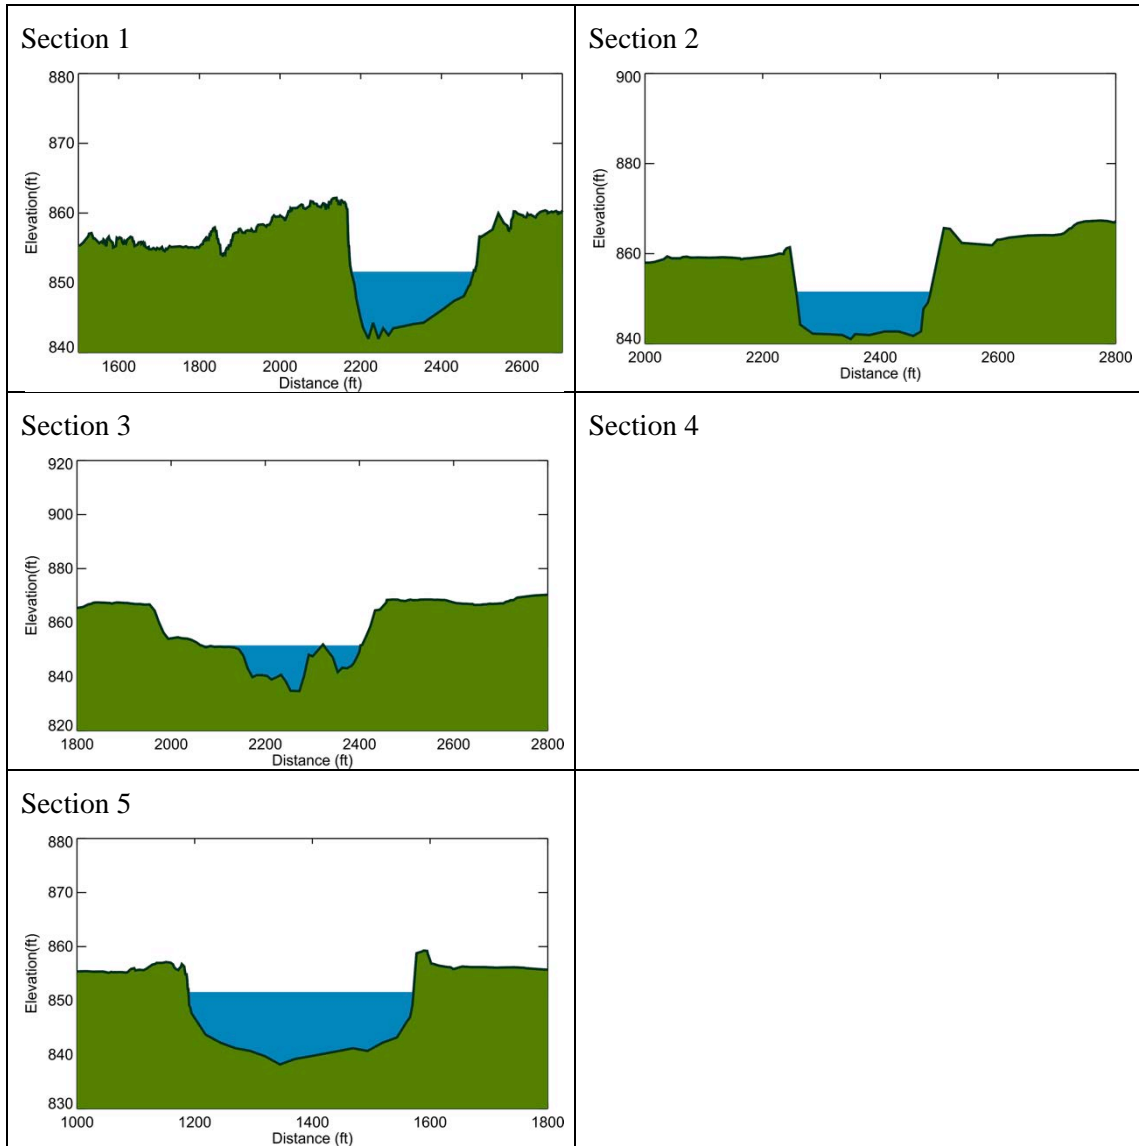 Section 1
880
870
860
850
840
Elevation(ft)
1600 1800 2000 2200 2400 2600
Distance (ft)
Section 2
900
880
860
840
Elevation(ft)
2000 2200 2400 2600 2800
Distance (ft)
Section 3
920
900
880
860
840
820
Elevation(ft)
1800 2000 2200 2400 2600 2800
Distance (ft)
Section 4
Section 5
880
870
860
850
840
830
Elevation(ft)
1000 1200 1400 1600 1800
Distance (ft)